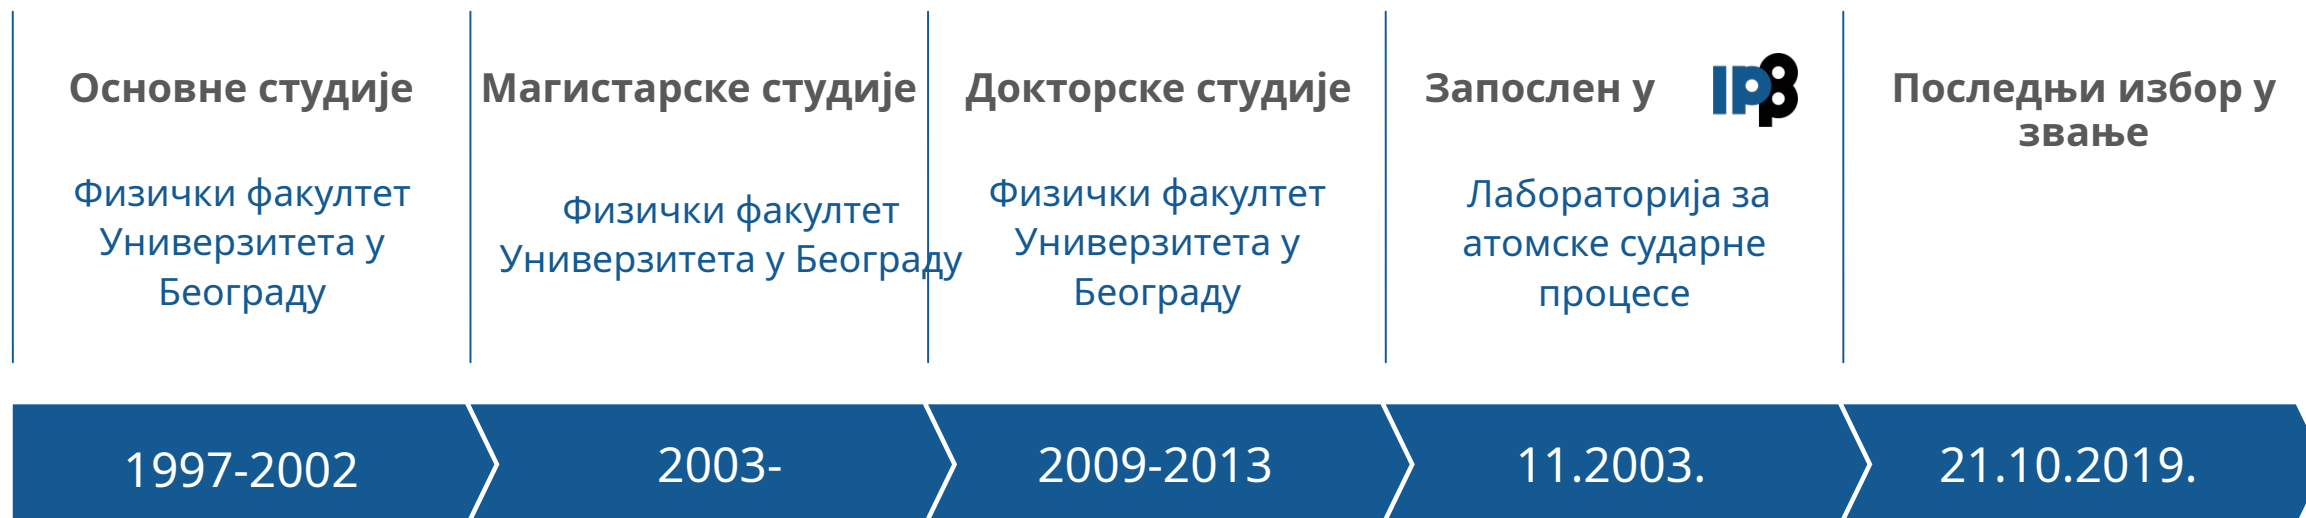 Основне студије
Физички факултет
Универзитета у
Београду
1997-2002
Магистарске студије
Физички факултет
Универзитета у Београду
2003-
Докторске студије
Физички факултет
Универзитета у
Београду
2009-2013
Запослен у
IPB
Лабораторија за
атомске сударне
процесе
11.2003.
Последњи избор у
звање
21.10.2019.